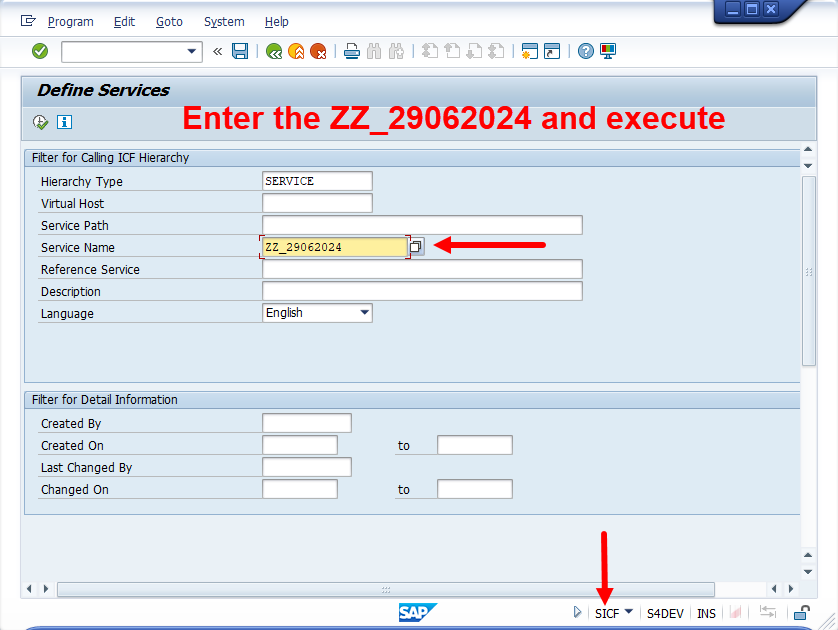 Program Edit Goto System Help
Define Services
Enter the ZZ_29062024 and execute
Filter for Calling ICF Hierarchy
Hierarchy Type SERVICE
Virtual Host
Service Path
Service Name ZZ_29062024
Reference Service
Description
Language English
Filter for Detail Information
Created By
Created On to
Last Changed By
Changed On to
SAP SICF S4DEV INS